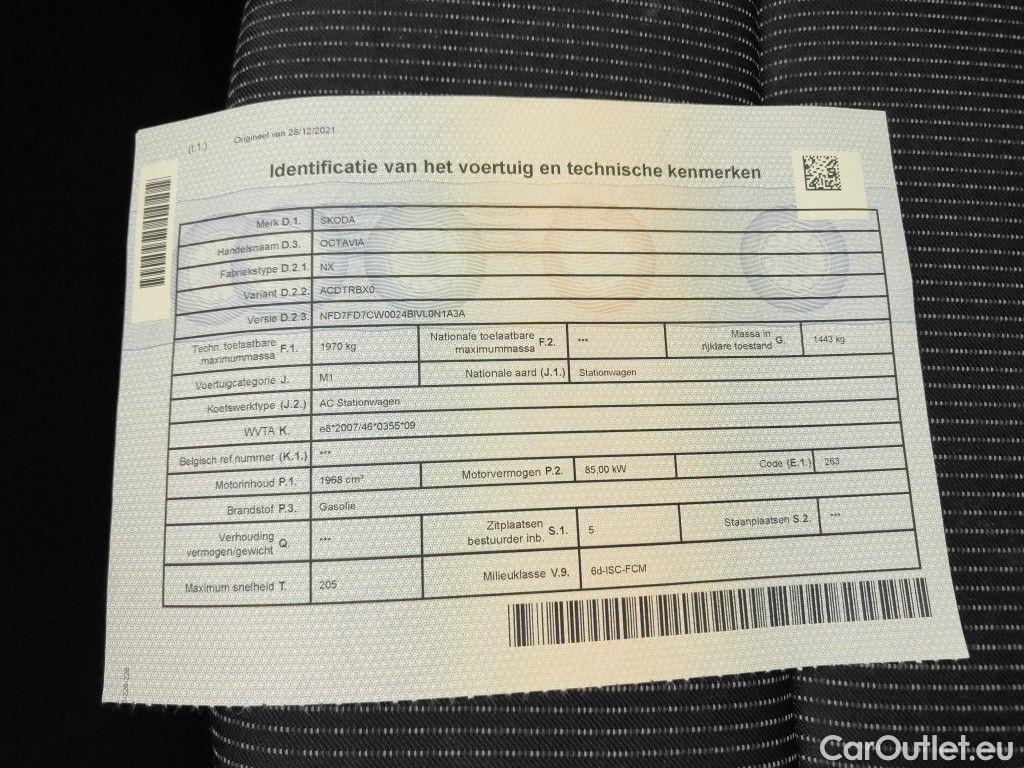 (I.1.) Origineel van 28/12/2021
Identificatie van het voertuig en technische kenmerken
Merk D.1. SKODA
Handelsnaam D.3. OCTAVIA
Fabriekstype D.2.1. NX
Variant D.2.2. ACDTRBX0
Versie D.2.3. NFD7FD7CW0024BIVL0N1A3A
Techn. toelaatbare maximummassa F.1. 1970 kg Nationale toelaatbare maximummassa F.2. *** Massa in rijklare toestand G. 1443 kg
Voertuigcategorie J. M1 Nationale aard (J.1.) Stationwagen
Koetswerktype (J.2.) AC Stationwagen
WVTA K. e8*2007/46*0355*09
Belgisch ref.nummer (K.1.) ***
Motorinhoud P.1. 1968 cm³ Motorvermogen P.2. 85,00 kW Code (E.1.) 263
Brandstof P.3. Gasolie
Verhouding vermogen/gewicht Q. *** Zitplaatsen bestuurder inb. S.1. 5 Staanplaatsen S.2. ***
Maximum snelheid T. 205 Milieuklasse V.9. 6d-ISC-FCM
CarOutlet.eu